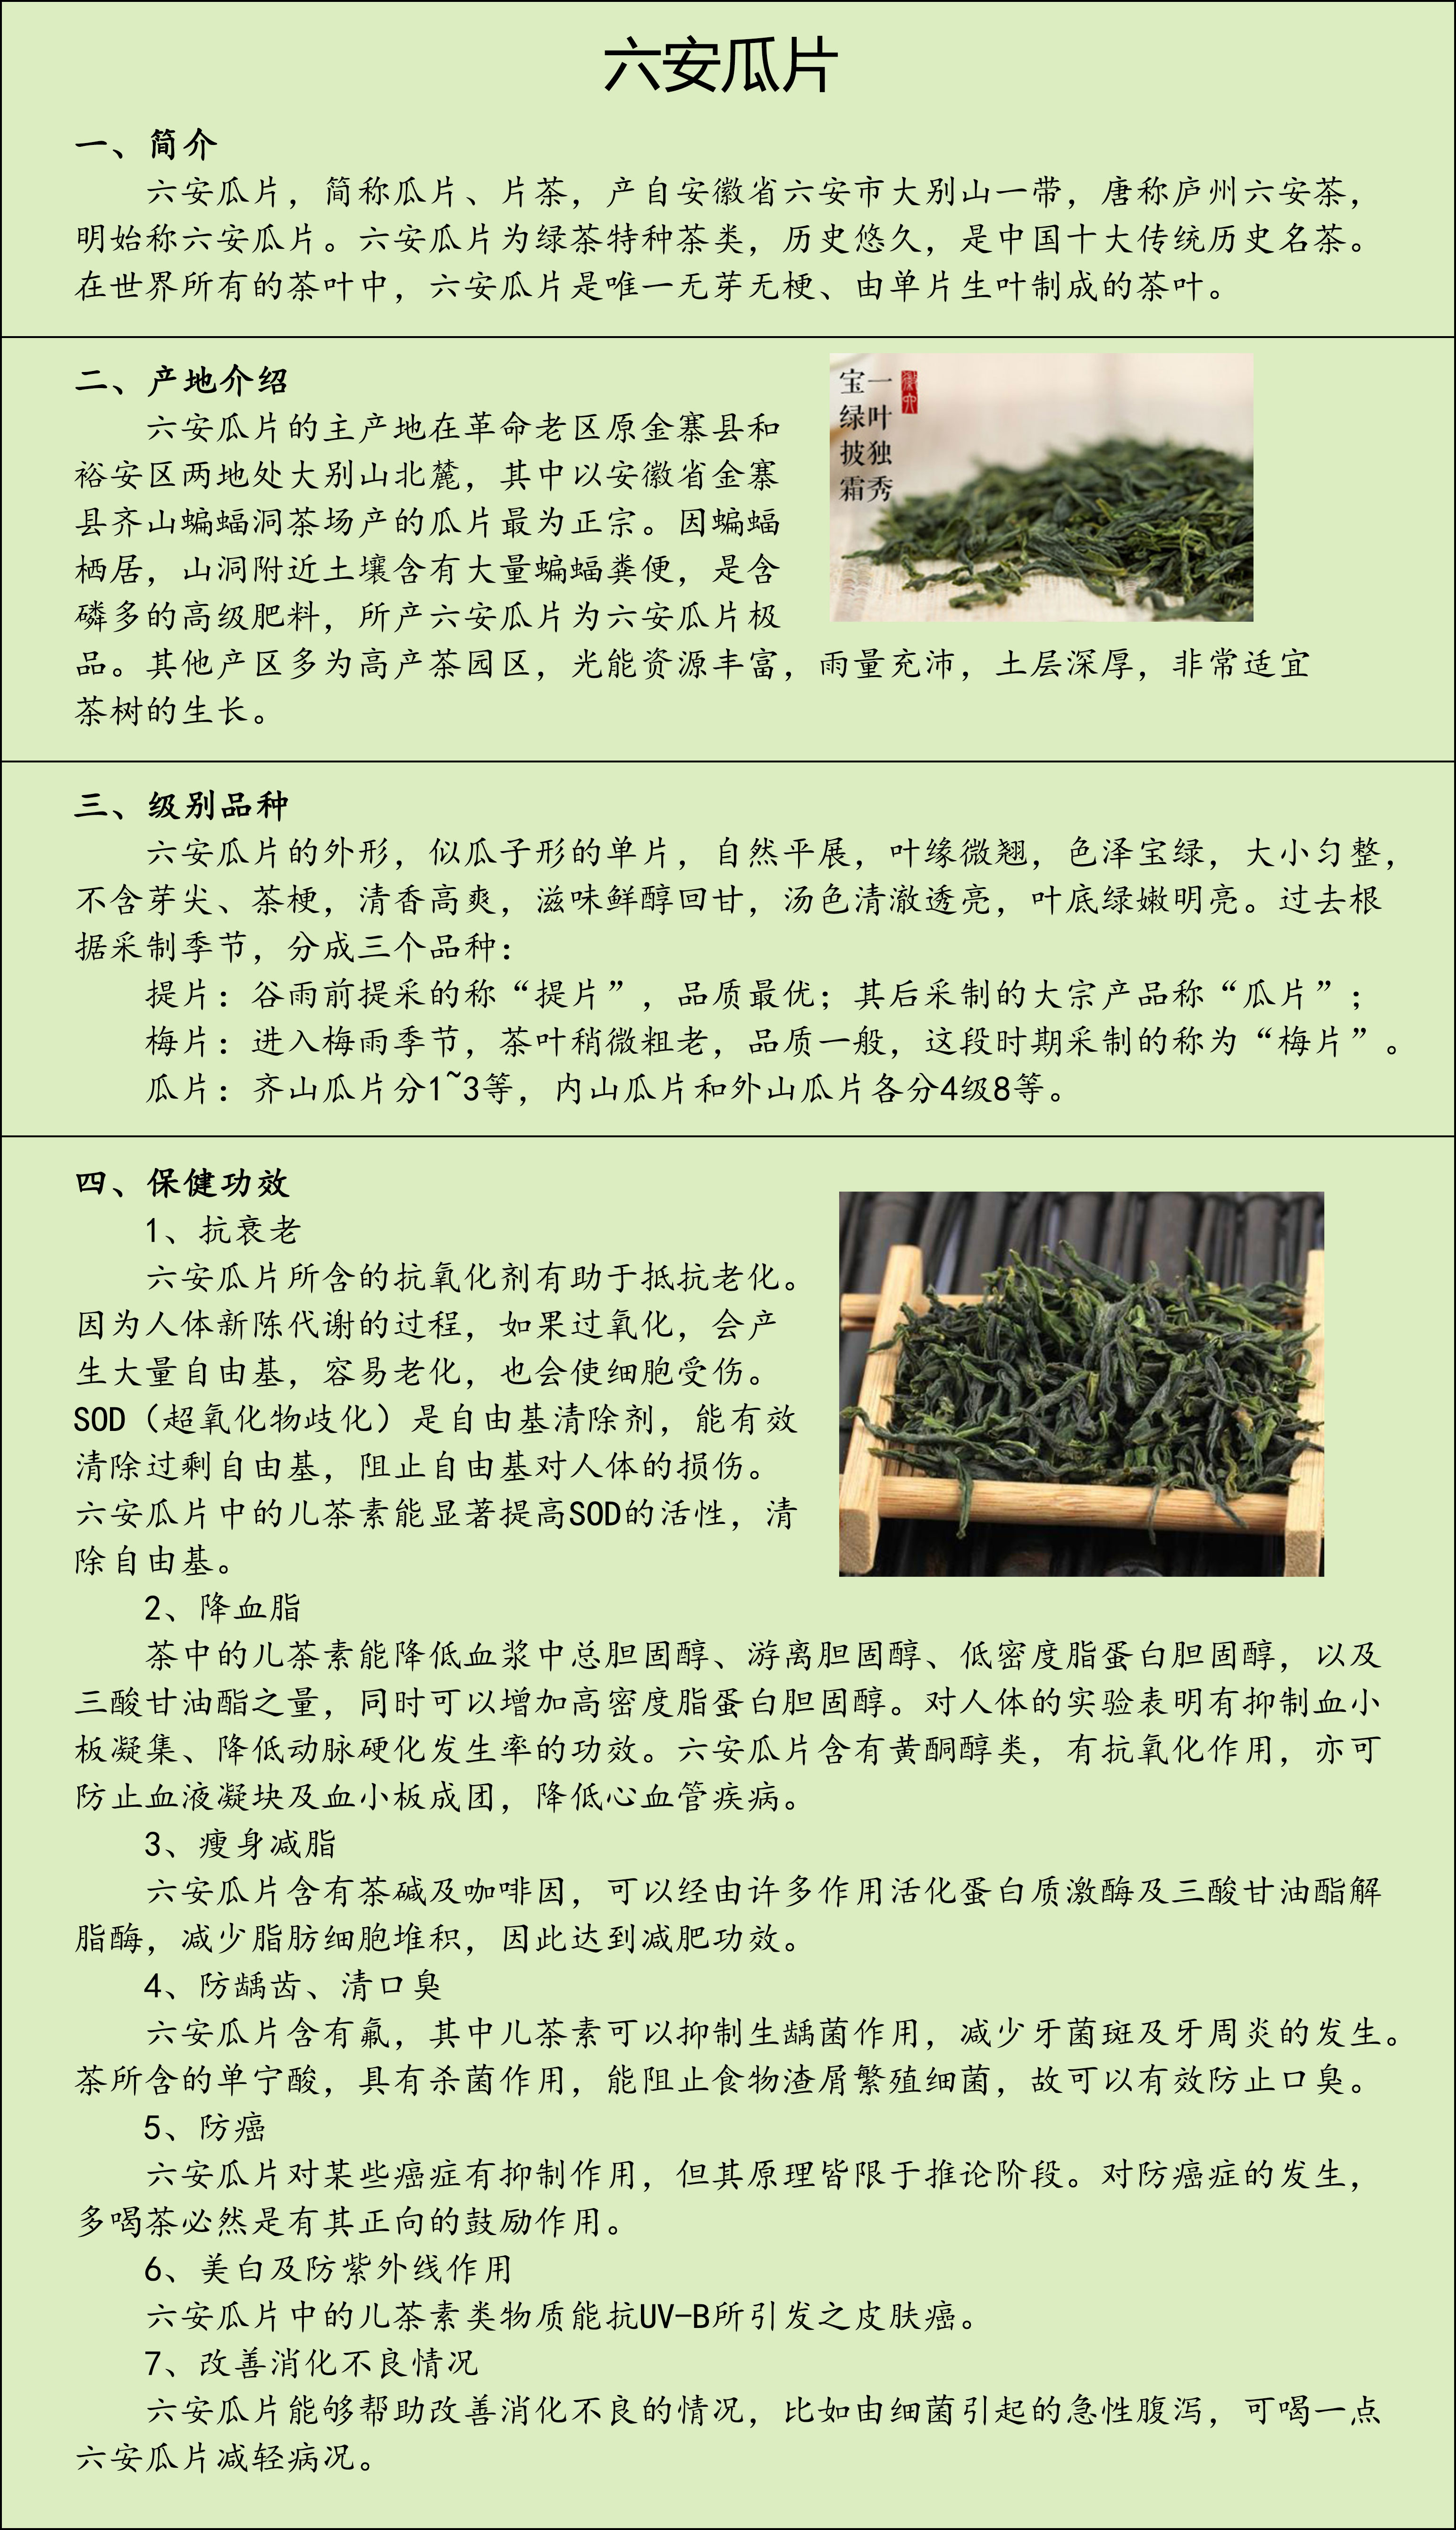 六安瓜片
一、简介
六安瓜片，简称瓜片、片茶，产自安徽省六安市大别山一带，唐称庐州六安茶，
明始称六安瓜片。六安瓜片为绿茶特种茶类，历史悠久，是中国十大传统历史名茶。
在世界所有的茶叶中，六安瓜片是唯一无芽无梗、由单片生叶制成的茶叶。
二、产地介绍
六安瓜片的主产地在革命老区原金寨县和
裕安区两地处大别山北麓，其中以安徽省金寨
县齐山蝙蝠洞茶场产的瓜片最为正宗。因蝙蝠
栖居，山洞附近土壤含有大量蝙蝠粪便，是含
磷多的高级肥料，所产六安瓜片为六安瓜片极
品。其他产区多为高产茶园区，光能资源丰富，雨量充沛，土层深厚，非常适宜
茶树的生长。
一叶独秀
宝绿披霜
三、级别品种
六安瓜片的外形，似瓜子形的单片，自然平展，叶缘微翘，色泽宝绿，大小匀整，
不含芽尖、茶梗，清香高爽，滋味鲜醇回甘，汤色清澈透亮，叶底绿嫩明亮。过去根
据采制季节，分成三个品种：
提片：谷雨前提采的称“提片”，品质最优；其后采制的大宗产品称“瓜片”；
梅片：进入梅雨季节，茶叶稍微粗老，品质一般，这段时期采制的称为“梅片”。
瓜片：齐山瓜片分1~3等，内山瓜片和外山瓜片各分4级8等。
四、保健功效
1、抗衰老
六安瓜片所含的抗氧化剂有助于抵抗老化。
因为人体新陈代谢的过程，如果过氧化，会产
生大量自由基，容易老化，也会使细胞受伤。
SOD（超氧化物歧化）是自由基清除剂，能有效
清除过剩自由基，阻止自由基对人体的损伤。
六安瓜片中的儿茶素能显著提高SOD的活性，清
除自由基。
2、降血脂
茶中的儿茶素能降低血浆中总胆固醇、游离胆固醇、低密度脂蛋白胆固醇，以及
三酸甘油酯之量，同时可以增加高密度脂蛋白胆固醇。对人体的实验表明有抑制血小
板凝集、降低动脉硬化发生率的功效。六安瓜片含有黄酮醇类，有抗氧化作用，亦可
防止血液凝块及血小板成团，降低心血管疾病。
3、瘦身减脂
六安瓜片含有茶碱及咖啡因，可以经由许多作用活化蛋白质激酶及三酸甘油酯解
脂酶，减少脂肪细胞堆积，因此达到减肥功效。
4、防龋齿、清口臭
六安瓜片含有氟，其中儿茶素可以抑制生龋菌作用，减少牙菌斑及牙周炎的发生。
茶所含的单宁酸，具有杀菌作用，能阻止食物渣屑繁殖细菌，故可以有效防止口臭。
5、防癌
六安瓜片对某些癌症有抑制作用，但其原理皆限于推论阶段。对防癌症的发生，
多喝茶必然是有其正向的鼓励作用。
6、美白及防紫外线作用
六安瓜片中的儿茶素类物质能抗UV-B所引发之皮肤癌。
7、改善消化不良情况
六安瓜片能够帮助改善消化不良的情况，比如由细菌引起的急性腹泻，可喝一点
六安瓜片减轻病况。